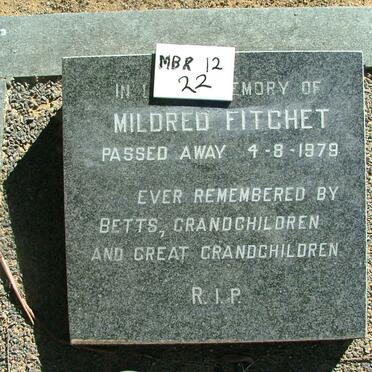 MBR 12
22
IN EMORY OF
MILDRED FITCHET
PASSED AWAY 4-8-1979
EVER REMEMBERED BY
BETTS, GRANDCHILDREN
AND GREAT GRANDCHILDREN
R.I.P.